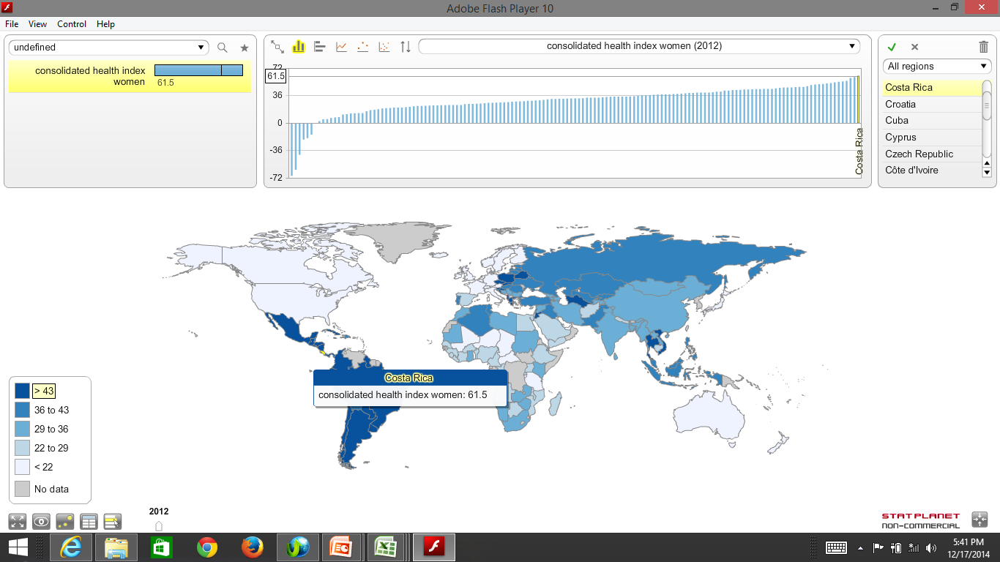 Adobe Flash Player 10
File View Control Help
undefined
consolidated health index
women
61.5
consolidated health index women (2012)
72
61.5
36
0
-36
-72
Costa Rica
All regions
Costa Rica
Croatia
Cuba
Cyprus
Czech Republic
Côte d'Ivoire
Costa Rica
consolidated health index women: 61.5
> 43
36 to 43
29 to 36
22 to 29
< 22
No data
2012
STATPLANET
NON-COMMERCIAL
5:41 PM
12/17/2014